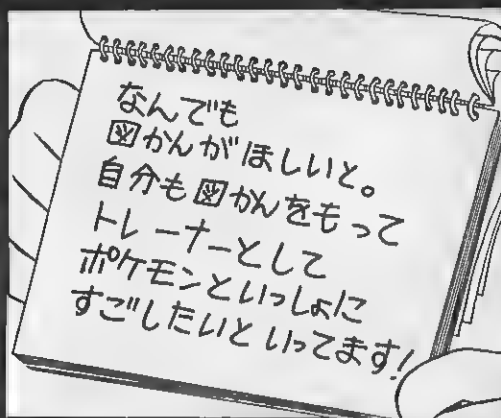 なんでも
図かんがほしいと。
自分も図かんをもって
トレーナーとして
ポケモンといっしょに
すごしたいといってます!